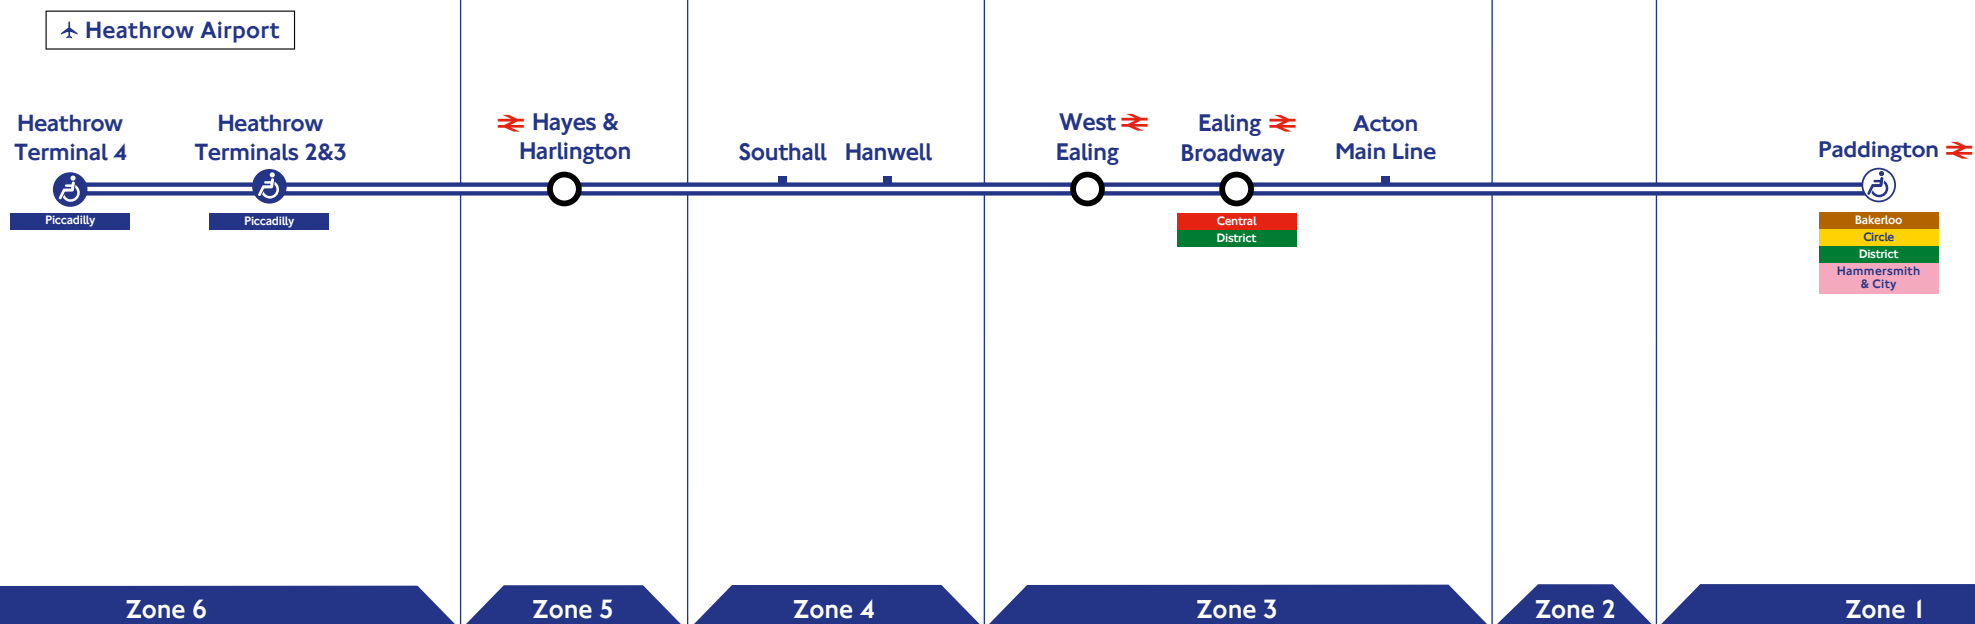 Heathrow Airport
Heathrow
Terminal 4
Piccadilly
Heathrow
Terminals 2&3
Piccadilly
Hayes &
Harlington
Southall
Hanwell
West
Ealing
Ealing
Broadway
Central
District
Acton
Main Line
Paddington
Bakerloo
Circle
District
Hammersmith
& City
Zone 6
Zone 5
Zone 4
Zone 3
Zone 2
Zone 1